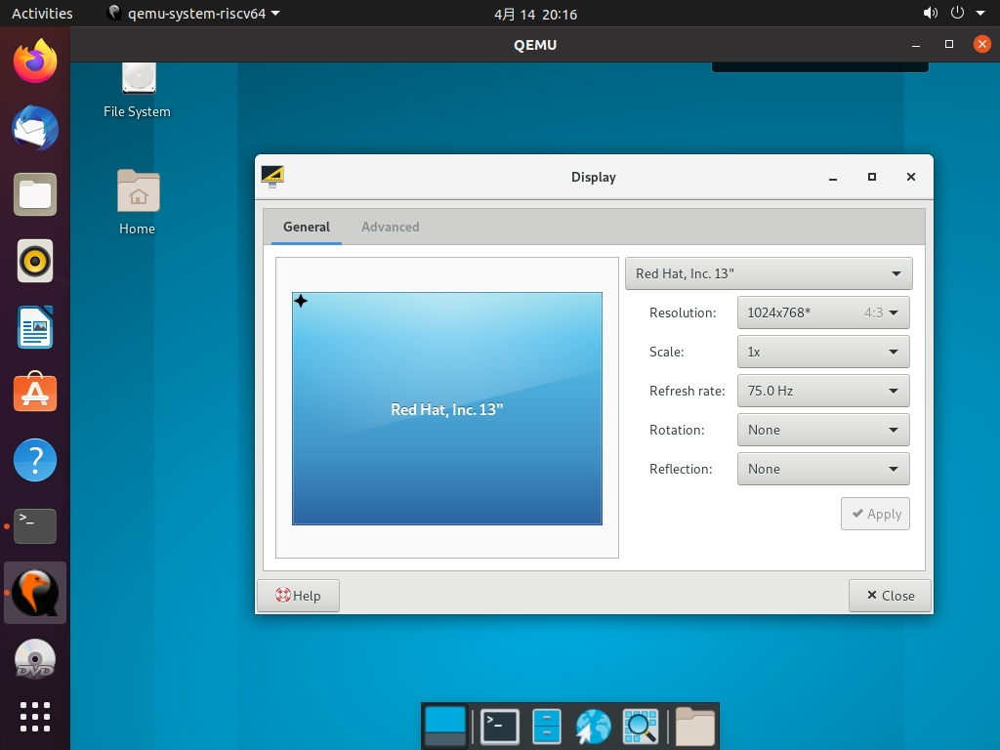 Activities
qemu-system-riscv64
4月 14 20:16
QEMU
File System
Home
Display
General
Advanced
Red Hat, Inc. 13"
Resolution:
1024x768*
4:3
Scale:
1x
Refresh rate:
75.0 Hz
Rotation:
None
Reflection:
None
Red Hat, Inc. 13"
Apply
Help
Close
>_
?
DVD
>_